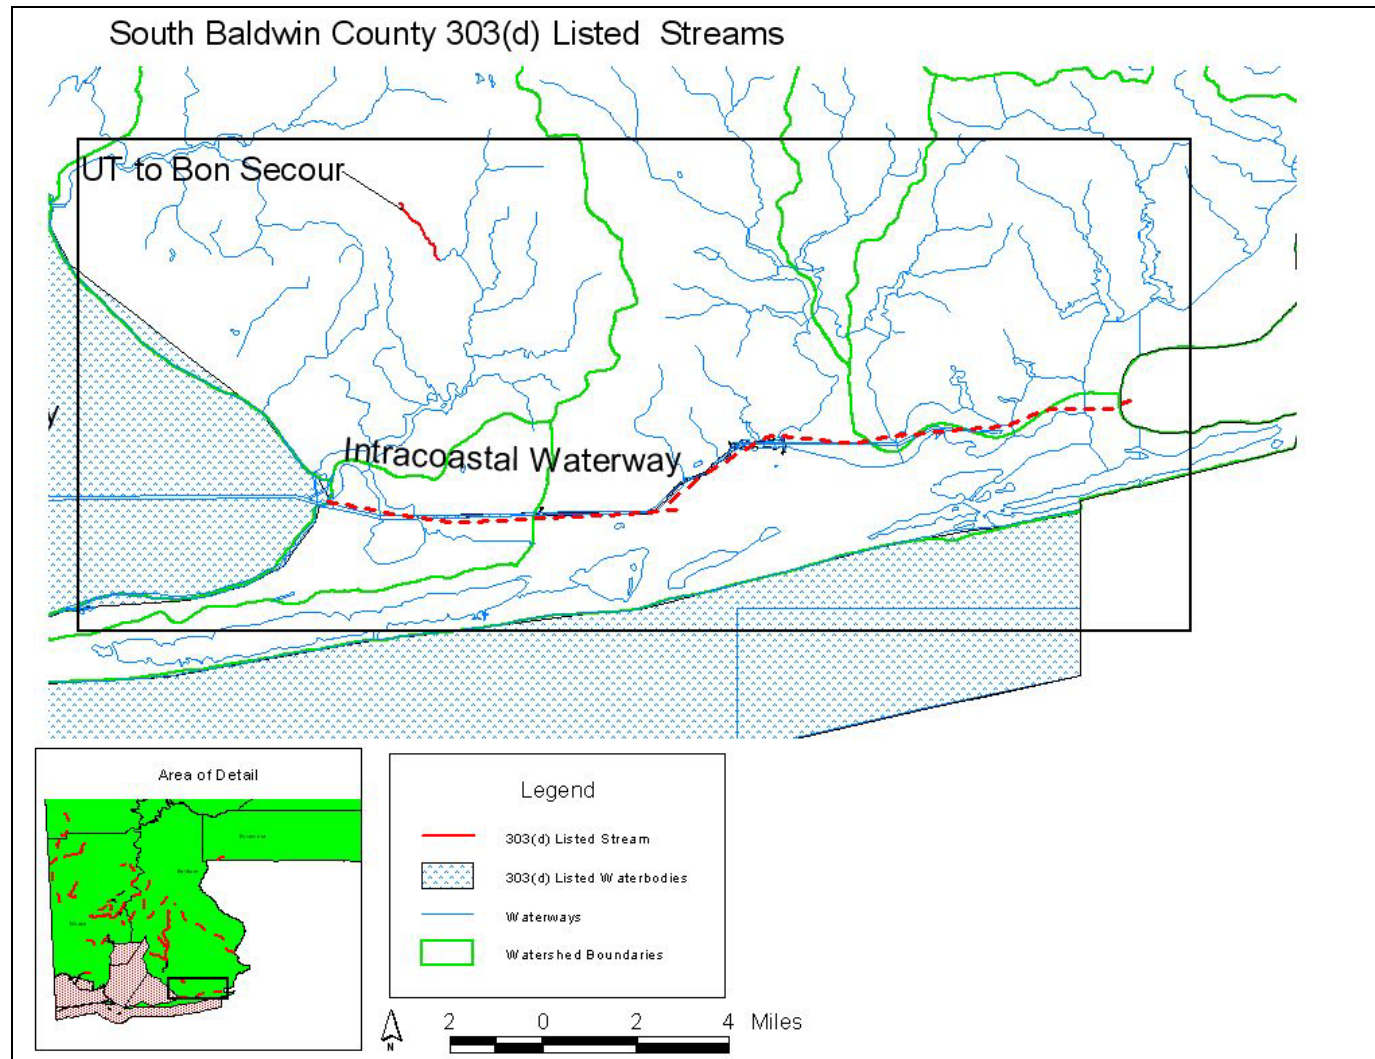 South Baldwin County 303(d) Listed Streams
UT to Bon Secour
y
Intracoastal Waterway
Area of Detail
Baldwin
Legend
303(d) Listed Stream
303(d) Listed Waterbodies
Waterways
Watershed Boundaries
N
2 0 2 4 Miles